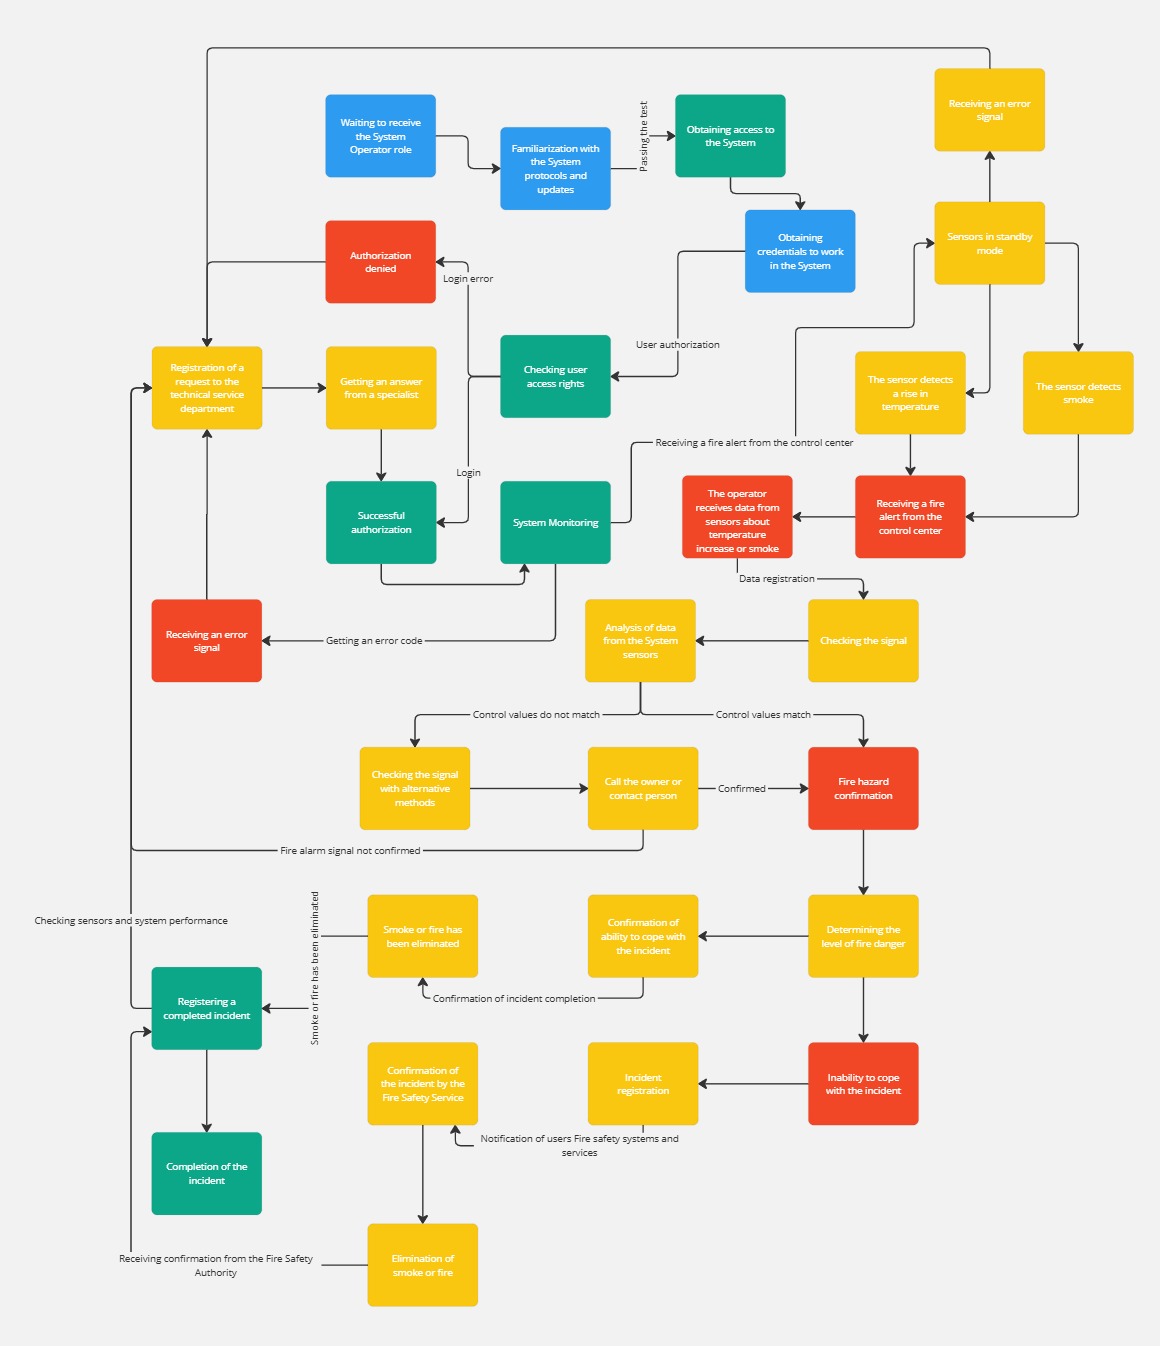 Receiving an error
signal
Waiting to receive
the System
Operator role
Familiarization with
the System
protocols and
updates
Passing the test
Obtaining access to
the System
Obtaining
credentials to work
in the System
Sensors in standby
mode
Authorization
denied
Login error
User authorization
Registration of a
request to the
technical service
department
Getting an answer
from a specialist
Checking user
access rights
The sensor detects
a rise in
temperature
The sensor detects
smoke
Receiving a fire alert from the control center
Login
Successful
authorization
System Monitoring
The operator
receives data from
sensors about
temperature
increase or smoke
Receiving a fire
alert from the
control center
Data registration
Receiving an error
signal
Getting an error code
Analysis of data
from the System
sensors
Checking the signal
Control values do not match
Control values match
Checking the signal
with alternative
methods
Call the owner or
contact person
Confirmed
Fire hazard
confirmation
Fire alarm signal not confirmed
Checking sensors and system performance
Smoke or fire has been eliminated
Smoke or fire has
been eliminated
Confirmation of
ability to cope with
the incident
Determining the
level of fire danger
Confirmation of incident completion
Registering a
completed incident
Confirmation of
the incident by the
Fire Safety Service
Incident
registration
Inability to cope
with the incident
Notification of users Fire safety systems and
services
Completion of the
incident
Receiving confirmation from the Fire Safety
Authority
Elimination of
smoke or fire